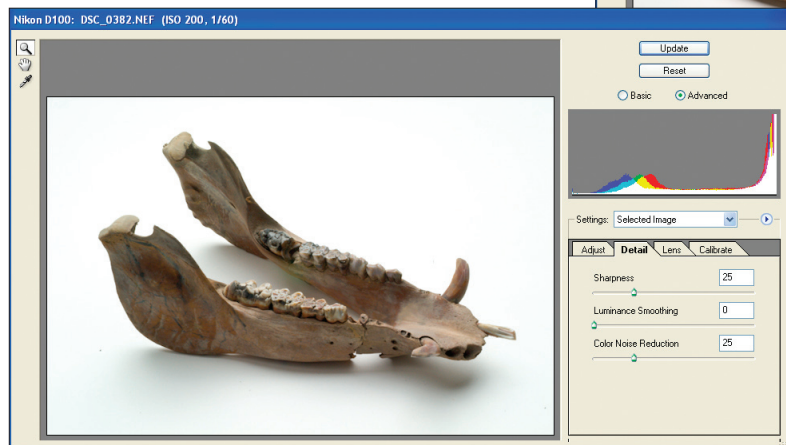 Nikon D100: DSC_0382.NEF (ISO 200, 1/60)
Update
Reset
Basic Advanced
Settings: Selected Image
Adjust Detail Lens Calibrate
Sharpness 25
Luminance Smoothing 0
Color Noise Reduction 25